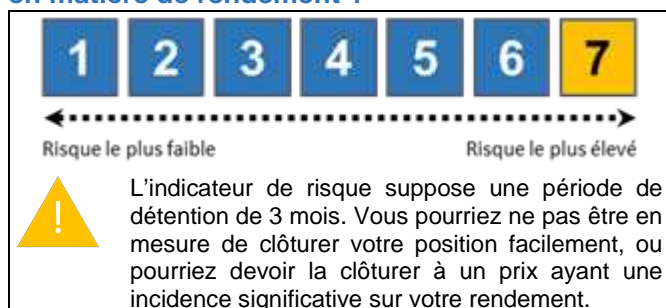 en matière de rendement ?
1 2 3 4 5 6 7
Risque le plus faible Risque le plus élevé
L'indicateur de risque suppose une période de
détention de 3 mois. Vous pourriez ne pas être en
mesure de clôturer votre position facilement, ou
pourriez devoir la clôturer à un prix ayant une
incidence significative sur votre rendement.